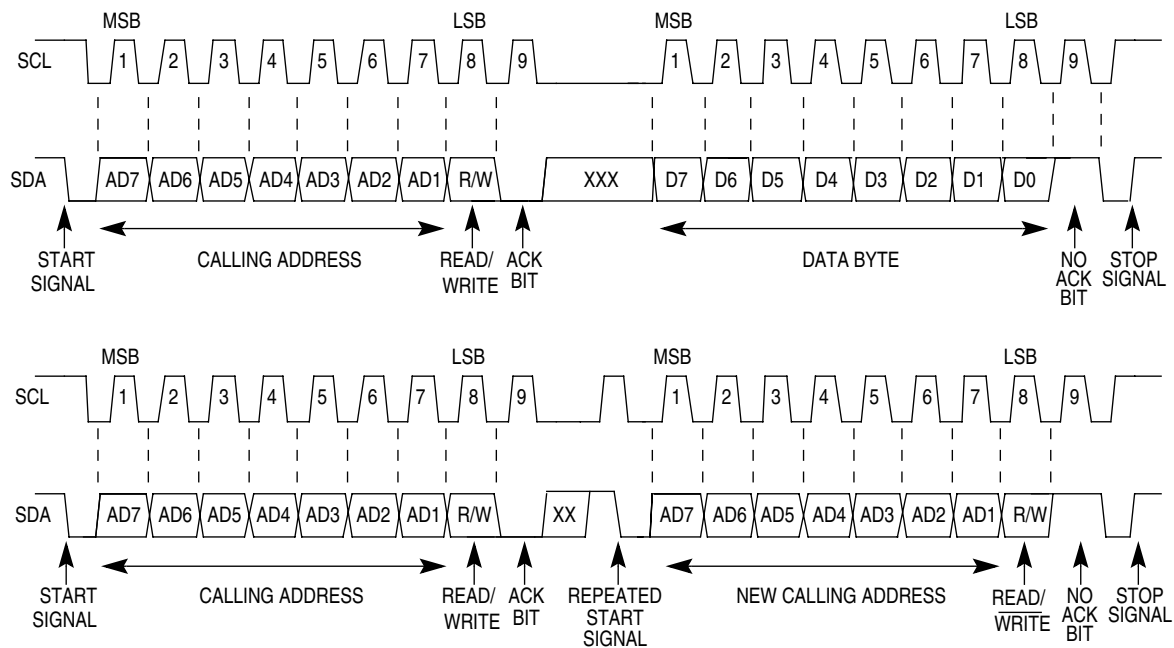 MSB LSB MSB LSB
SCL 1 2 3 4 5 6 7 8 9 1 2 3 4 5 6 7 8 9
SDA AD7 AD6 AD5 AD4 AD3 AD2 AD1 R/W XXX D7 D6 D5 D4 D3 D2 D1 D0
START SIGNAL
CALLING ADDRESS
READ/
WRITE
ACK
BIT
DATA BYTE
NO
ACK
BIT
STOP
SIGNAL
MSB LSB MSB LSB
SCL 1 2 3 4 5 6 7 8 9 1 2 3 4 5 6 7 8 9
SDA AD7 AD6 AD5 AD4 AD3 AD2 AD1 R/W XX AD7 AD6 AD5 AD4 AD3 AD2 AD1 R/W
START
SIGNAL
CALLING ADDRESS
READ/
WRITE
ACK
BIT
REPEATED
START
SIGNAL
NEW CALLING ADDRESS
READ/
WRITE
NO
ACK
BIT
STOP
SIGNAL